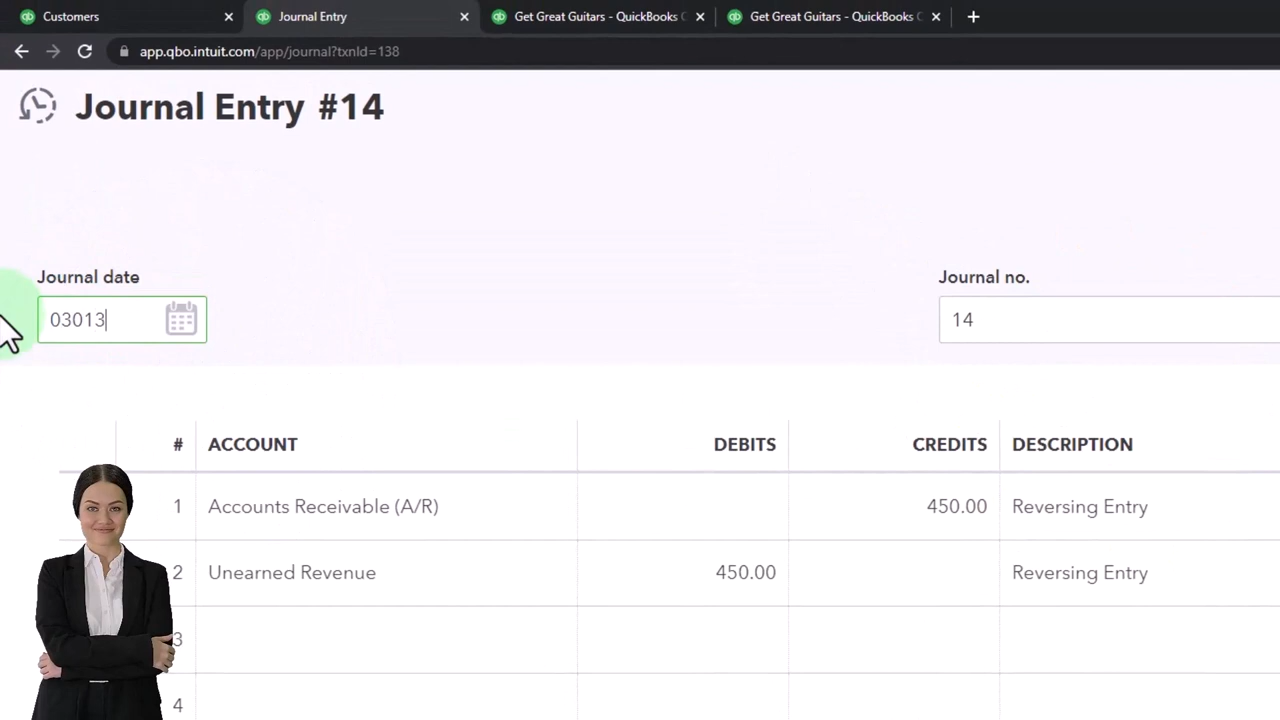 Customers
Journal Entry
Get Great Guitars - QuickBooks
Get Great Guitars - QuickBooks
app.qbo.intuit.com/app/journal?txnId=138
Journal Entry #14
Journal date
Journal no.
03013
14
# ACCOUNT DEBITS CREDITS DESCRIPTION
1 Accounts Receivable (A/R) 450.00 Reversing Entry
2 Unearned Revenue 450.00 Reversing Entry
3
4